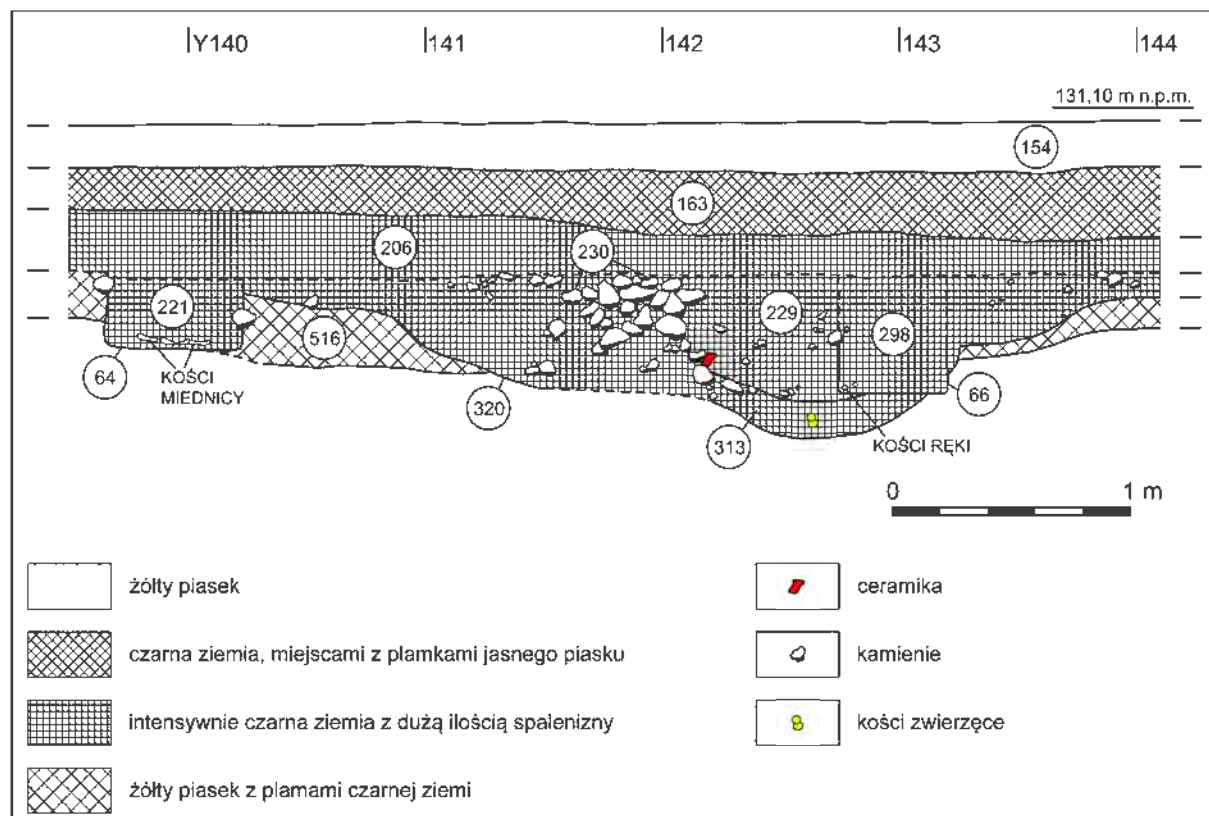 Y140 141 142 143 144
131,10 m n.p.m.
154
163
206 230
221 229
516 298
64 KOŚCI MIEDNICY
320 66
313 KOŚCI RĘKI
0 1 m
żółty piasek
czarna ziemia, miejscami z plamkami jasnego piasku
intensywnie czarna ziemia z dużą ilością spalenizny
żółty piasek z plamami czarnej ziemi
ceramika
kamienie
kości zwierzęce